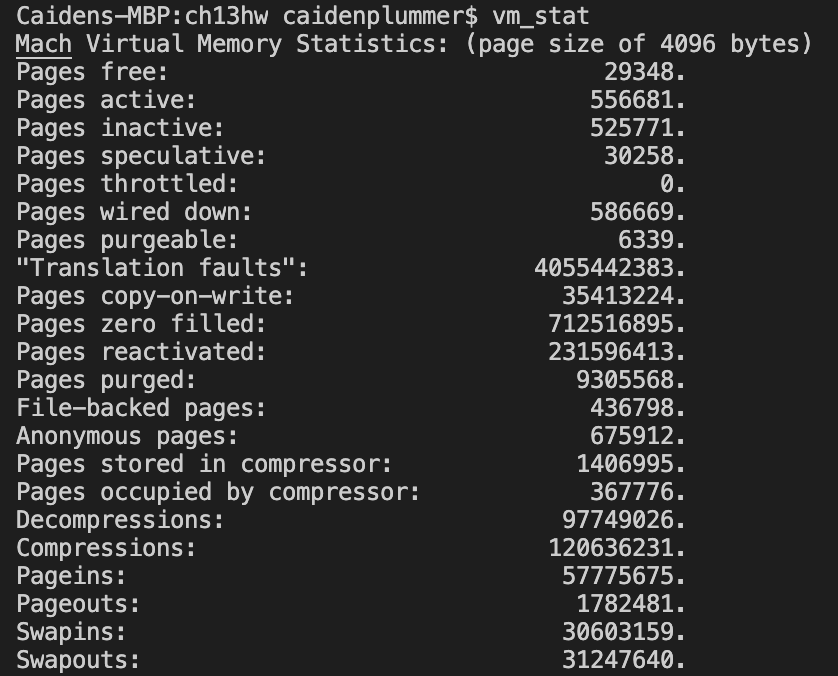 Caidens-MBP:ch13hw caidenplummer$ vm_stat
Mach Virtual Memory Statistics: (page size of 4096 bytes)
Pages free: 29348.
Pages active: 556681.
Pages inactive: 525771.
Pages speculative: 30258.
Pages throttled: 0.
Pages wired down: 586669.
Pages purgeable: 6339.
"Translation faults": 4055442383.
Pages copy-on-write: 35413224.
Pages zero filled: 712516895.
Pages reactivated: 231596413.
Pages purged: 9305568.
File-backed pages: 436798.
Anonymous pages: 675912.
Pages stored in compressor: 1406995.
Pages occupied by compressor: 367776.
Decompressions: 97749026.
Compressions: 120636231.
Pageins: 57775675.
Pageouts: 1782481.
Swapins: 30603159.
Swapouts: 31247640.